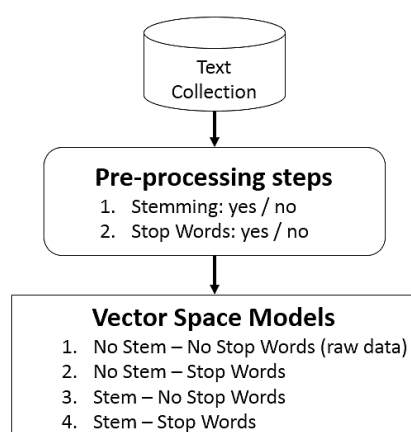 Text
Collection
Pre-processing steps
1. Stemming: yes / no
2. Stop Words: yes / no
Vector Space Models
1. No Stem – No Stop Words (raw data)
2. No Stem – Stop Words
3. Stem – No Stop Words
4. Stem – Stop Words